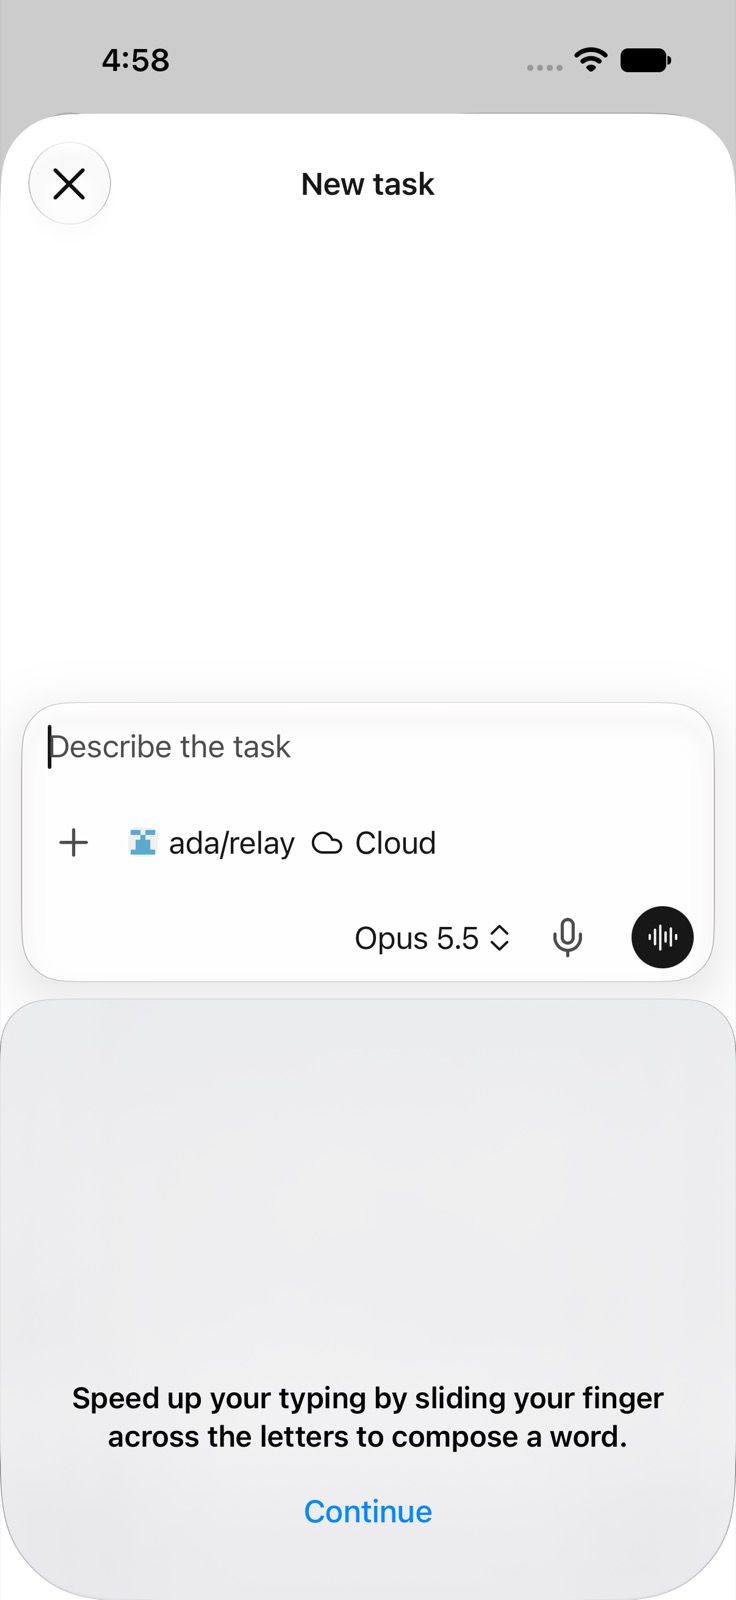 4:58
New task
Describe the task
ada/relay Cloud
Opus 5.5
Speed up your typing by sliding your finger
across the letters to compose a word.
Continue